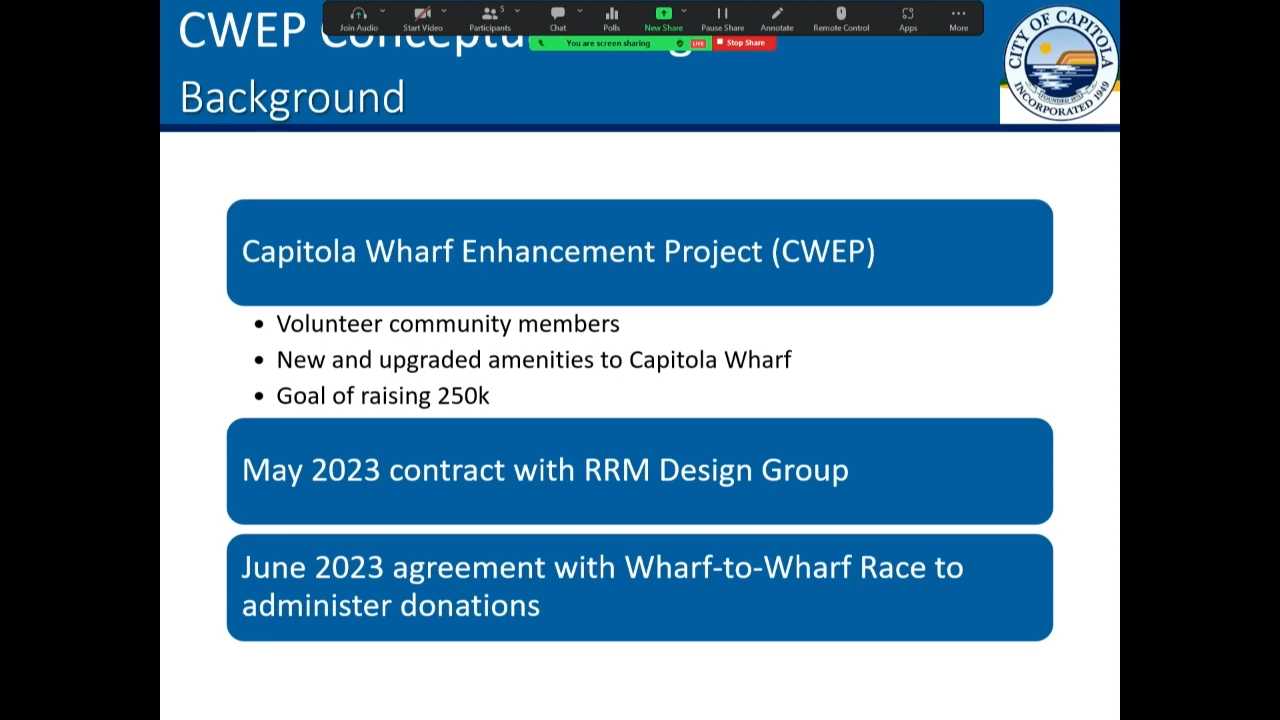 Join Audio
Start Video
Participants
5
Chat
Polls
New Share
Pause Share
Annotate
Remote Control
Apps
More
You are screen sharing
LIVE
Stop Share
CWEP
Background
CITY OF CAPITOLA
INCORPORATED 1949
Capitola Wharf Enhancement Project (CWEP)
• Volunteer community members
• New and upgraded amenities to Capitola Wharf
• Goal of raising 250k
May 2023 contract with RRM Design Group
June 2023 agreement with Wharf-to-Wharf Race to
administer donations